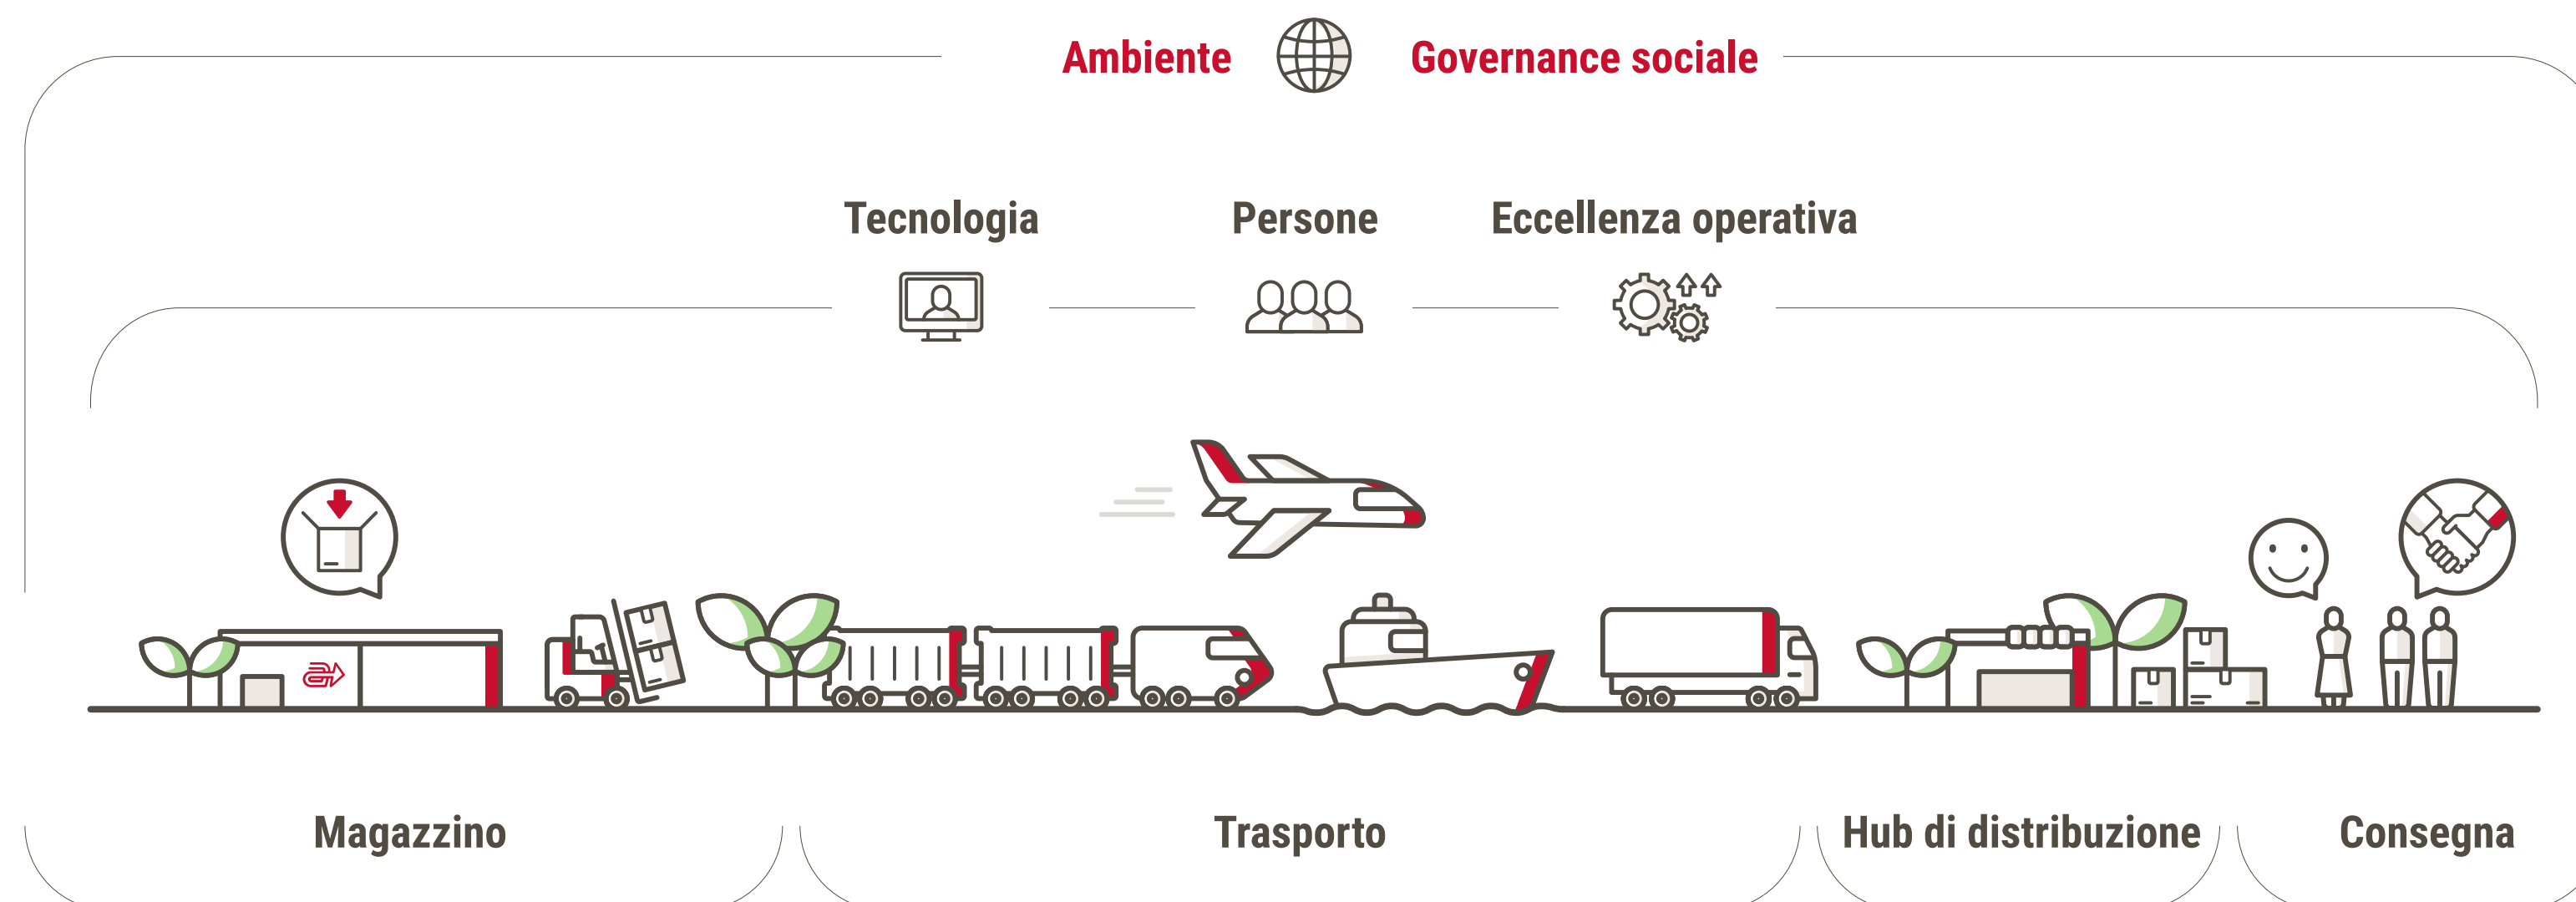 Ambiente Governance sociale
Tecnologia Persone Eccellenza operativa
Magazzino Trasporto Hub di distribuzione Consegna